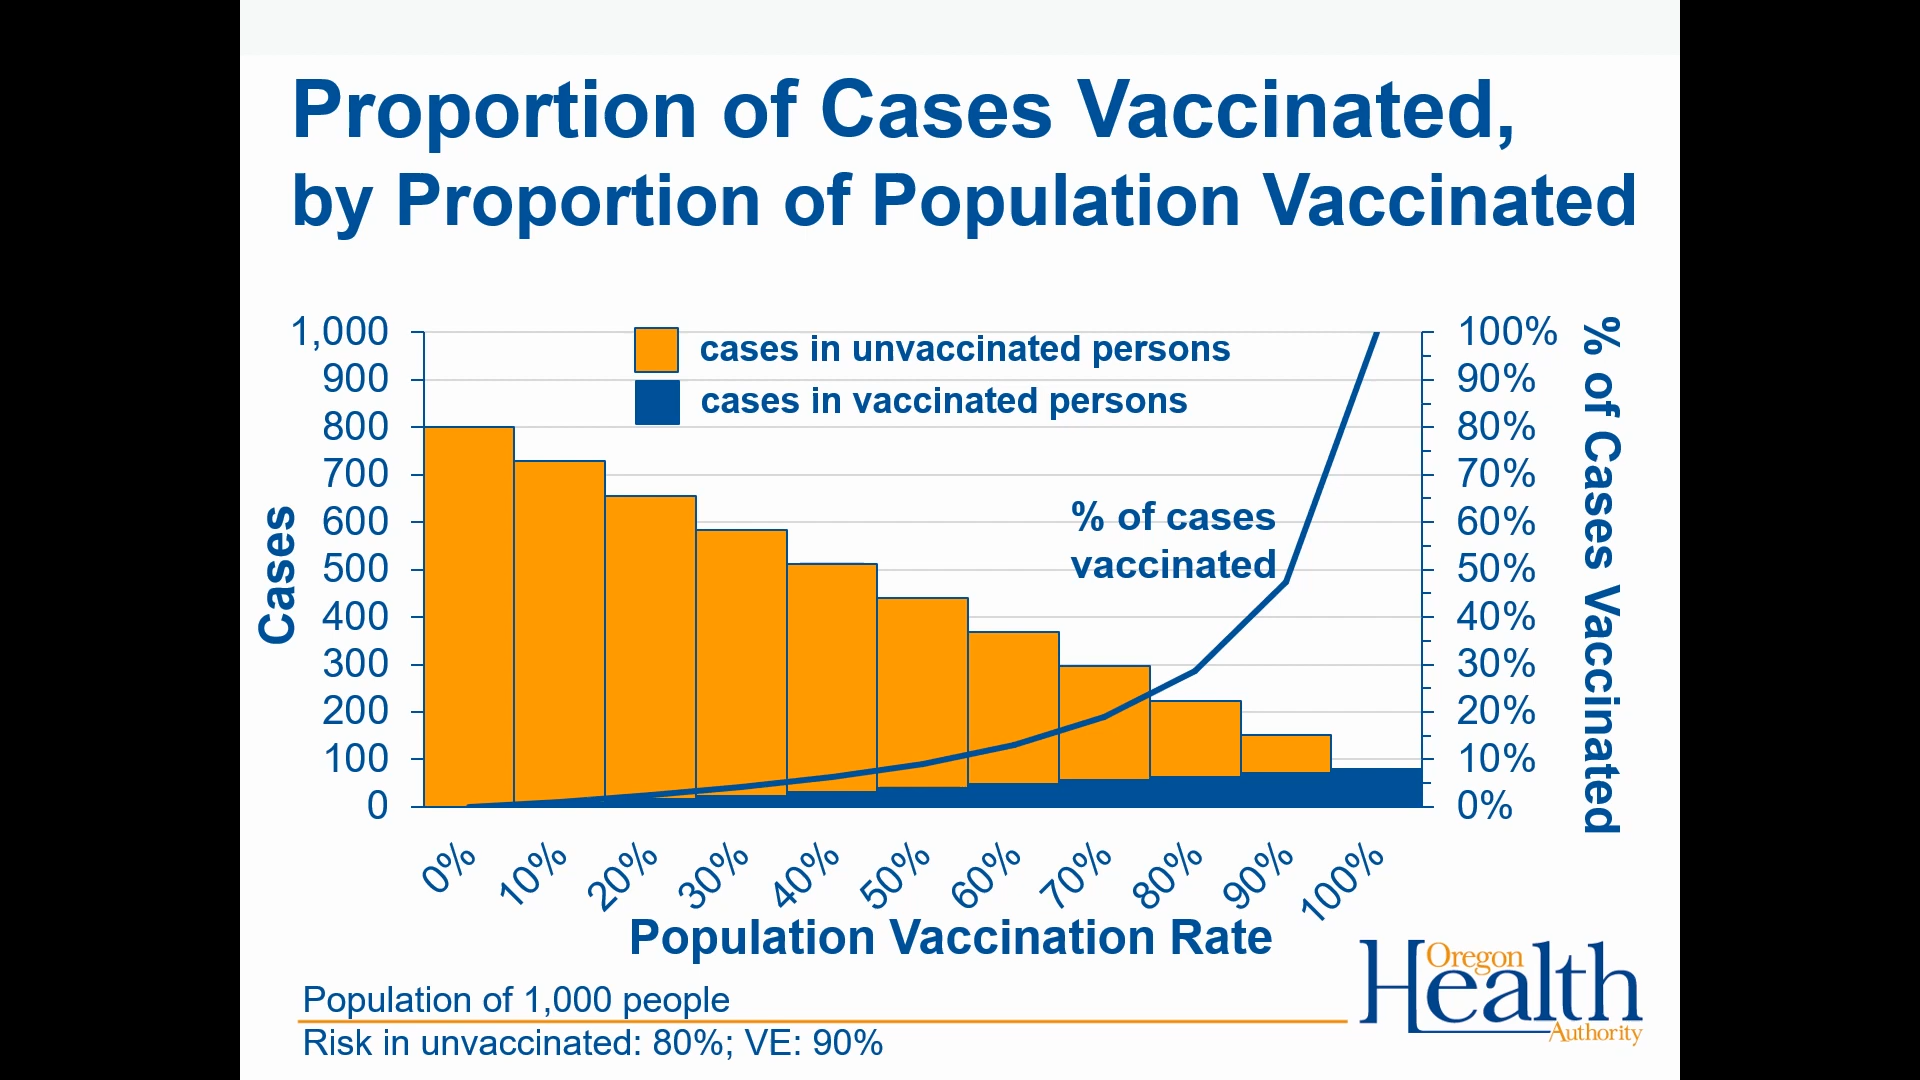 Proportion of Cases Vaccinated,
by Proportion of Population Vaccinated
1,000
900
800
700
600
500
400
300
200
100
0
Cases
cases in unvaccinated persons
cases in vaccinated persons
% of cases
vaccinated
100%
90%
80%
70%
60%
50%
40%
30%
20%
10%
0%
% of Cases Vaccinated
0%
10%
20%
30%
40%
50%
60%
70%
80%
90%
100%
Population Vaccination Rate
Population of 1,000 people
Risk in unvaccinated: 80%; VE: 90%
Oregon
Health
Authority